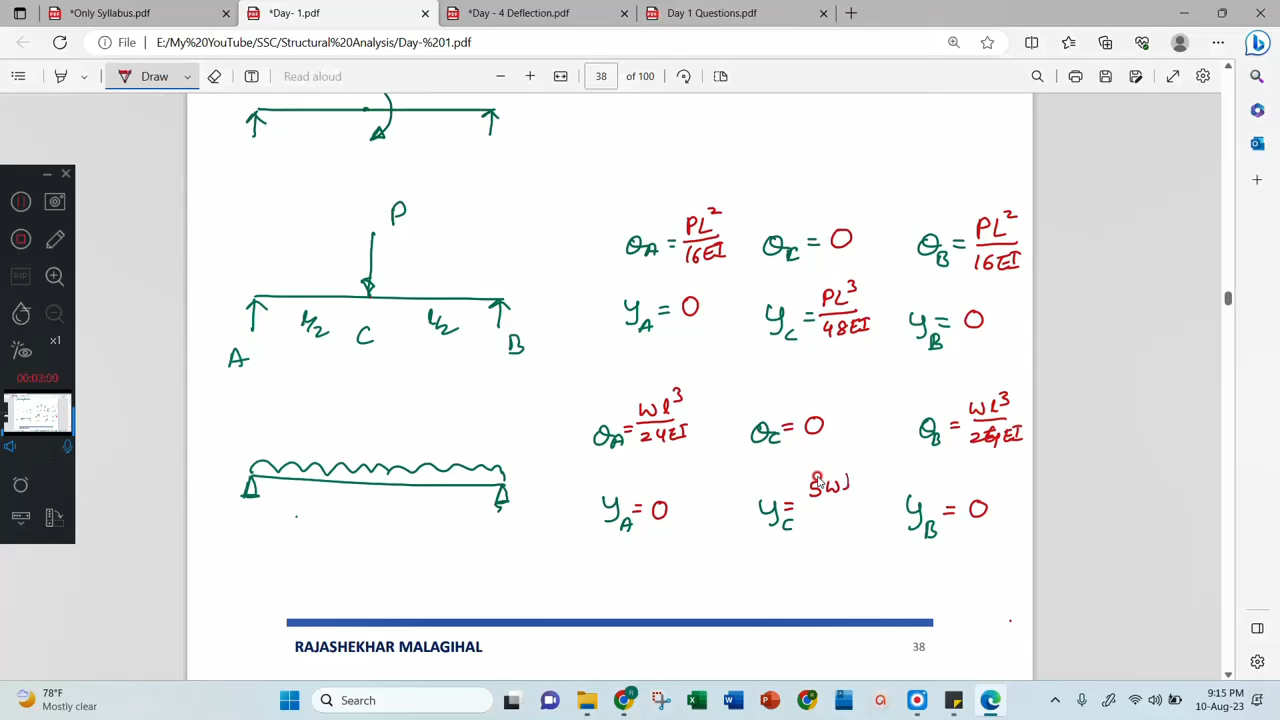 *Only Syllabus.pdf
*Day- 1.pdf
*Day - 4 Deflection.pdf
Day 1 Questions.pdf
File
E:/My%20YouTube/SSC/Structural%20Analysis/Day-%201.pdf
Draw
Read aloud
38
of 100
P
θA = PL²/16EI
θC = 0
θB = PL²/16EI
yA = 0
yC = PL³/48EI
yB = 0
L/2
C
L/2
A
B
θA = Wl³/24EI
θC = 0
θB = Wl³/24EI
yA = 0
yC =
yB = 0
PIP
x1
00:03:00
RAJASHEKHAR MALAGIHAL
38
78°F
Mostly clear
Search
9:15 PM
10-Aug-23